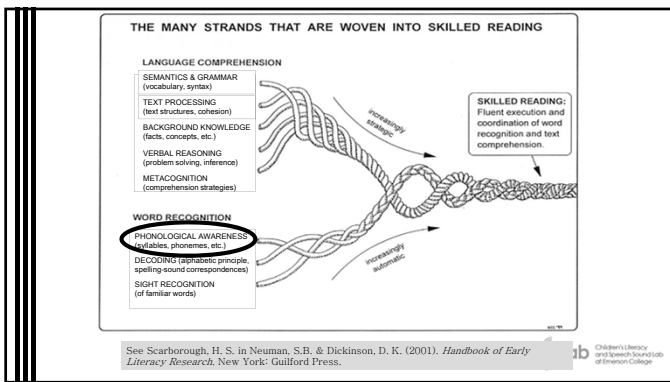 THE MANY STRANDS THAT ARE WOVEN INTO SKILLED READING
LANGUAGE COMPREHENSION
SEMANTICS & GRAMMAR
(vocabulary, syntax)
TEXT PROCESSING
(text structures, cohesion)
BACKGROUND KNOWLEDGE
(facts, concepts, etc.)
VERBAL REASONING
(problem solving, inference)
METACOGNITION
(comprehension strategies)
increasingly
strategic
SKILLED READING:
Fluent execution and
coordination of word
recognition and text
comprehension.
WORD RECOGNITION
PHONOLOGICAL AWARENESS
(syllables, phonemes, etc.)
DECODING (alphabetic principle,
spelling-sound correspondences)
SIGHT RECOGNITION
(of familiar words)
increasingly
automatic
See Scarborough, H. S. in Neuman, S.B. & Dickinson, D. K. (2001). Handbook of Early
Literacy Research. New York: Guilford Press.
Children's Literacy
and Speech Sound Lab
at Emerson College